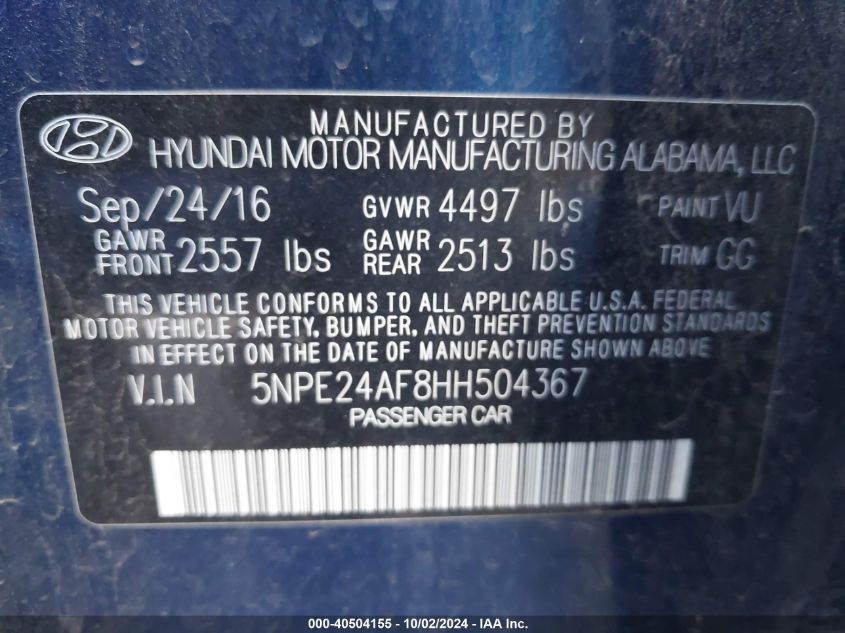 MANUFACTURED BY
HYUNDAI MOTOR MANUFACTURING ALABAMA, LLC
Sep/24/16 GVWR 4497 lbs PAINT VU
GAWR FRONT 2557 lbs GAWR REAR 2513 lbs TRIM GG
THIS VEHICLE CONFORMS TO ALL APPLICABLE U.S.A. FEDERAL
MOTOR VEHICLE SAFETY, BUMPER, AND THEFT PREVENTION STANDARDS
IN EFFECT ON THE DATE OF MANUFACTURE SHOWN ABOVE
V.I.N 5NPE24AF8HH504367
PASSENGER CAR
000-40504155 - 10/02/2024 - IAA Inc.